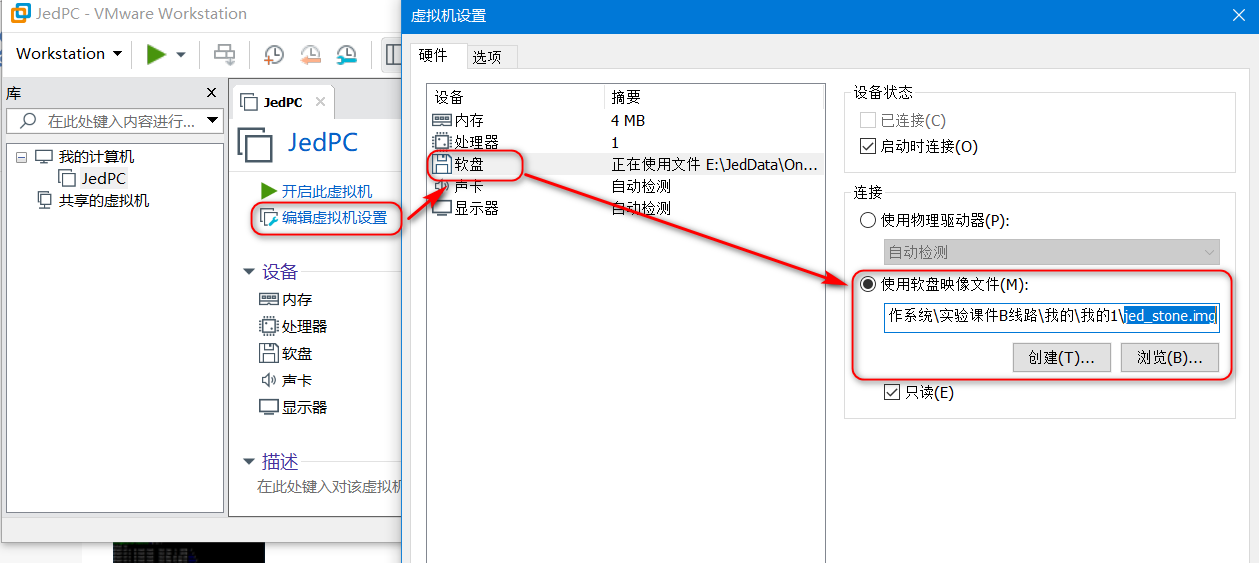 JedPC - VMware Workstation
Workstation
库
在此处键入内容进行...
我的计算机
JedPC
共享的虚拟机
JedPC
JedPC
开启此虚拟机
编辑虚拟机设置
设备
内存
处理器
软盘
声卡
显示器
描述
在此处键入对该虚拟机
虚拟机设置
硬件
选项
设备 摘要
内存 4 MB
处理器 1
软盘 正在使用文件 E:\JedData\On...
声卡 自动检测
显示器 自动检测
设备状态
已连接(C)
启动时连接(O)
连接
使用物理驱动器(P):
自动检测
使用软盘映像文件(M):
作系统\实验课件B线路\我的\我的1\jed_stone.img
创建(T)...
浏览(B)...
只读(E)